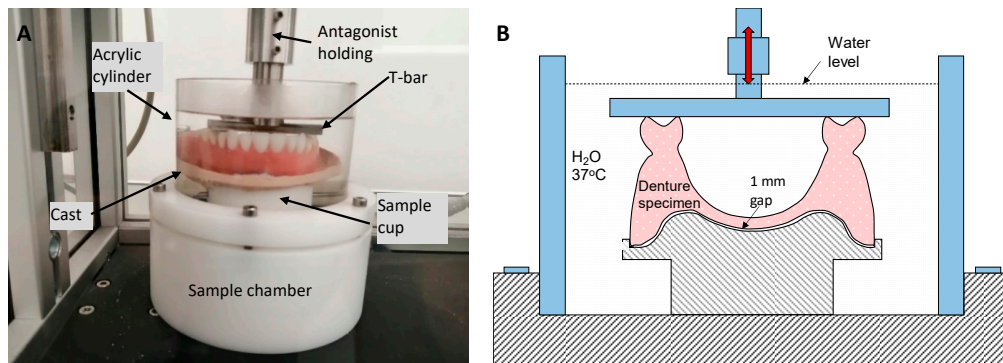 A
Antagonist
holding
Acrylic
cylinder
T-bar
Cast
Sample
cup
Sample chamber
B
Water
level
H₂O
37ᵒC
1 mm
gap
Denture
specimen